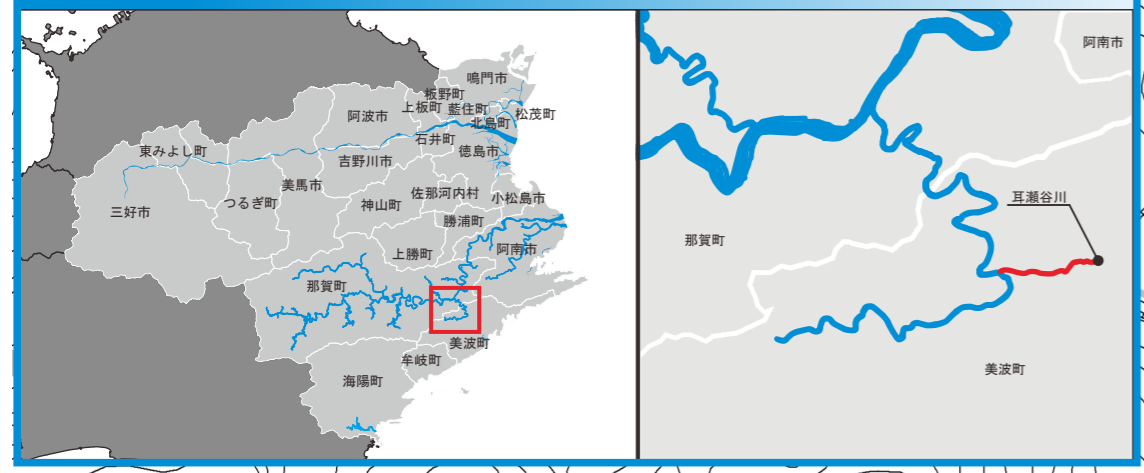 鳴門市
板野町
上板町
藍住町
松茂町
阿波市
北島町
石井町
徳島市
東みよし町
吉野川市
美馬市
佐那河内村
小松島市
つるぎ町
神山町
三好市
勝浦町
上勝町
阿南市
那賀町
美波町
牟岐町
海陽町
阿南市
耳瀬谷川
那賀町
美波町